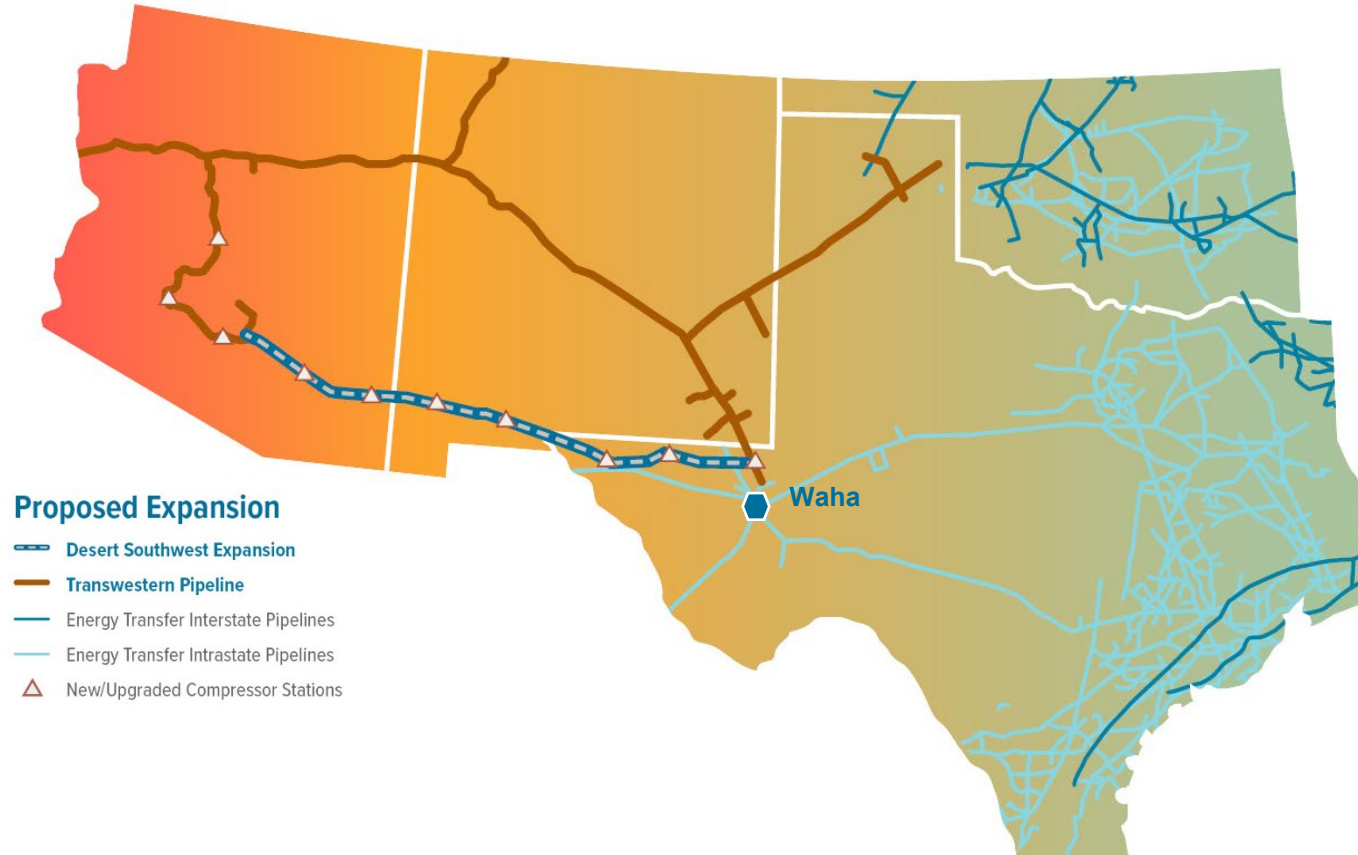 Waha
Proposed Expansion
Desert Southwest Expansion
Transwestern Pipeline
Energy Transfer Interstate Pipelines
Energy Transfer Intrastate Pipelines
New/Upgraded Compressor Stations